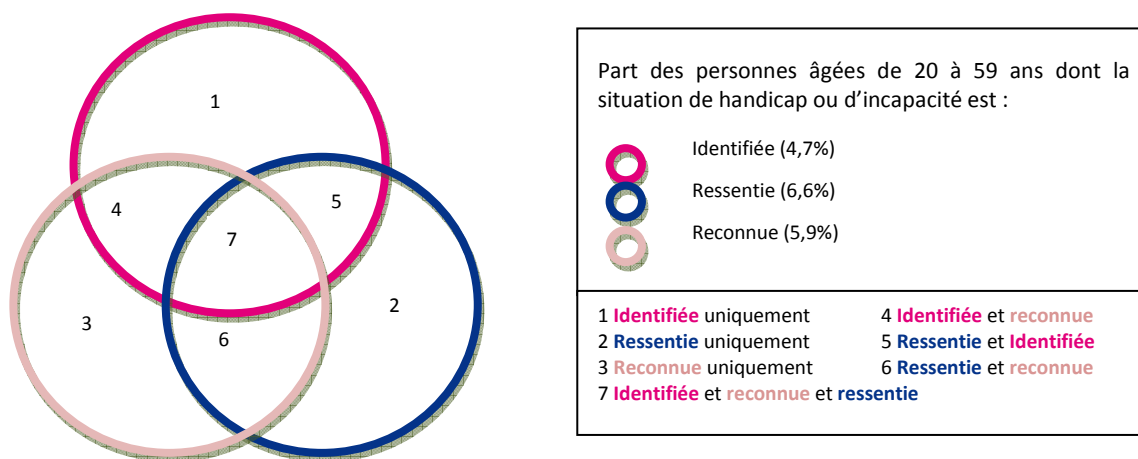 1
4
5
7
3
2
6
Part des personnes âgées de 20 à 59 ans dont la
situation de handicap ou d'incapacité est :
Identifiée (4,7%)
Ressentie (6,6%)
Reconnue (5,9%)
1 Identifiée uniquement
4 Identifiée et reconnue
2 Ressentie uniquement
5 Ressentie et Identifiée
3 Reconnue uniquement
6 Ressentie et reconnue
7 Identifiée et reconnue et ressentie